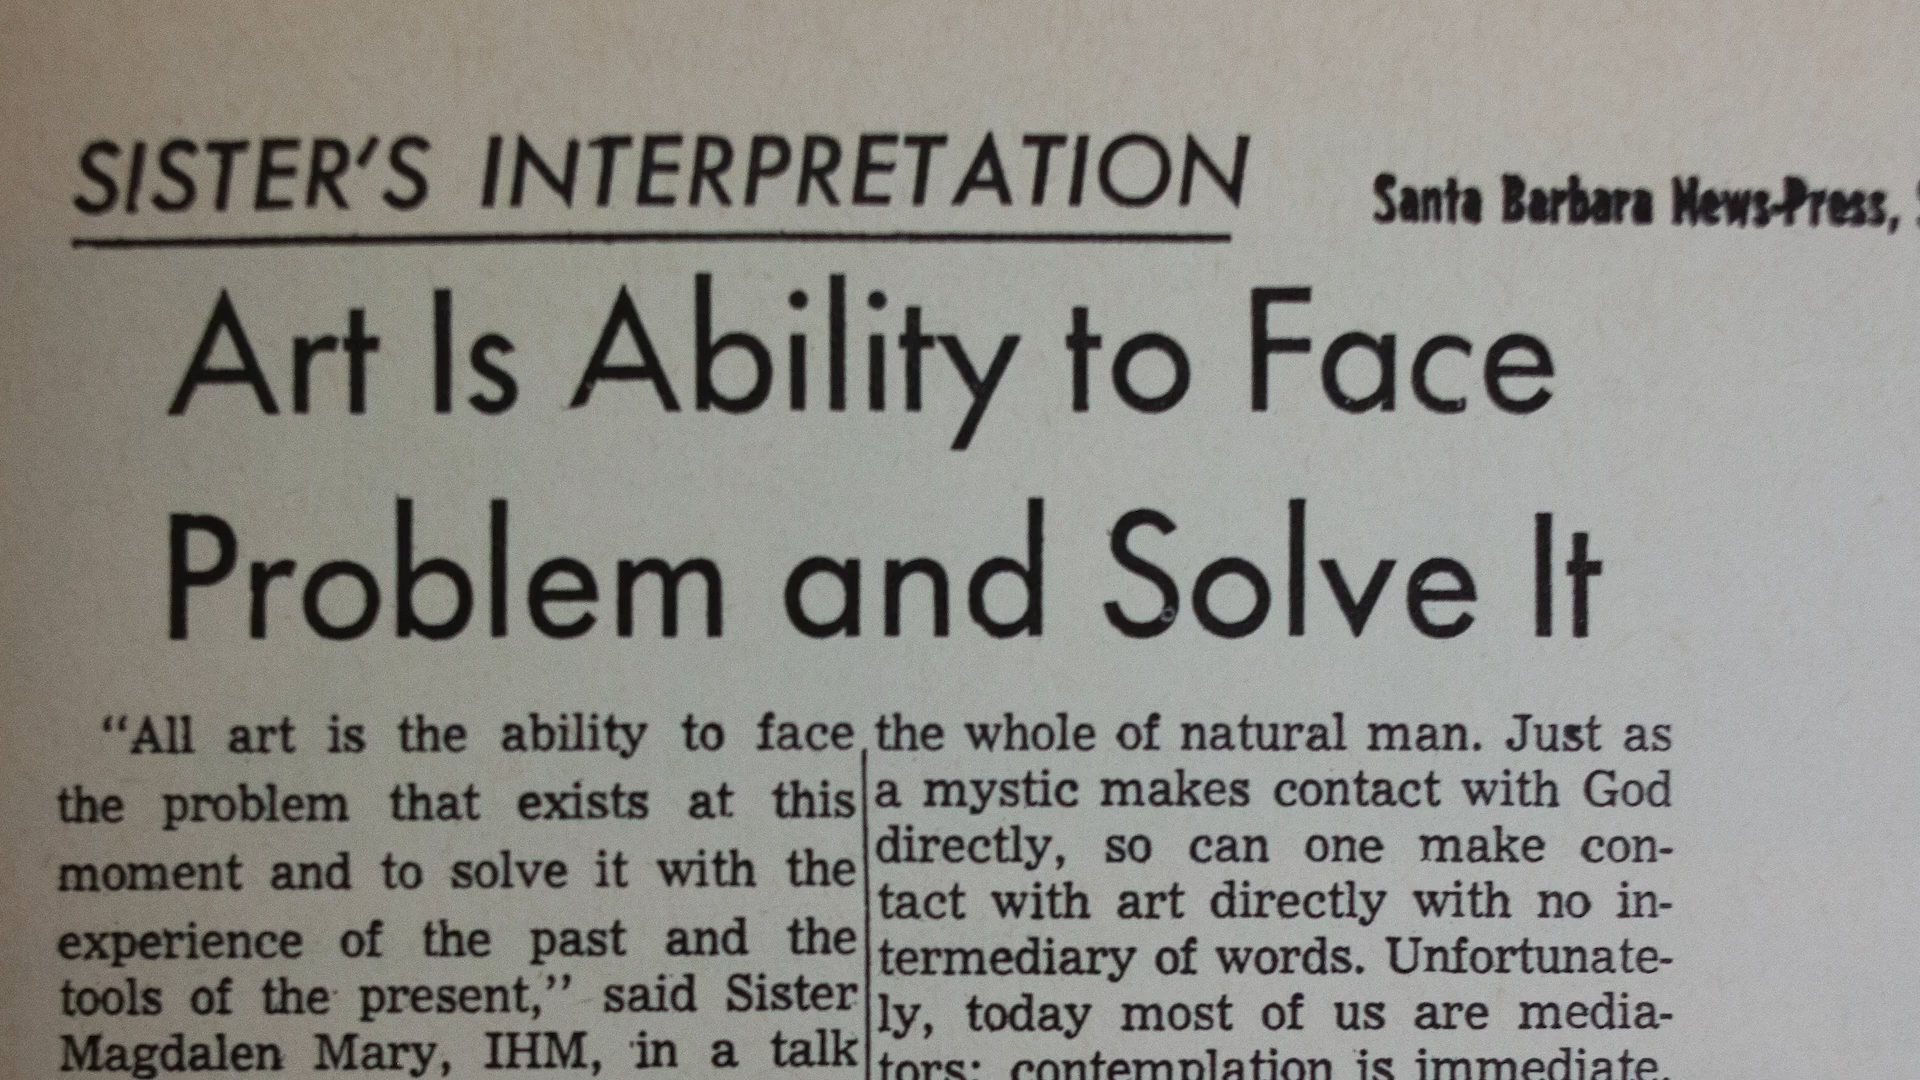 SISTER'S INTERPRETATION
Santa Barbara News-Press,
Art Is Ability to Face
Problem and Solve It
"All art is the ability to face
the problem that exists at this
moment and to solve it with the
experience of the past and the
tools of the present," said Sister
Magdalen Mary, IHM, in a talk
the whole of natural man. Just as
a mystic makes contact with God
directly, so can one make con-
tact with art directly with no in-
termediary of words. Unfortunate-
ly, today most of us are media-
tors; contemplation is immediate.